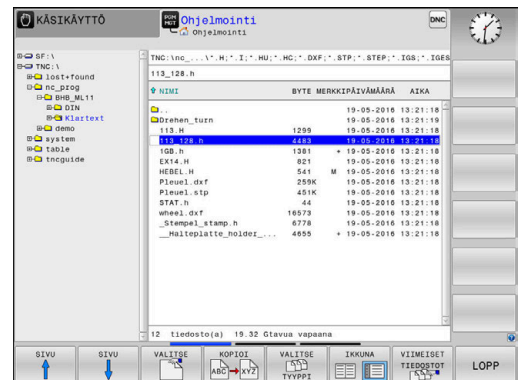 KÄSIKÄYTTÖ
PGM MGT
Ohjelmointi
Ohjelmointi
DNC
SF:\
TNC:\
lost+found
nc_prog
BHB_ML11
DIN
Klartext
demo
system
table
tncguide
TNC:\nc_...\*.H;*.I;*.HU;*.HC;*.DXF;*.STP;*.STEP;*.IGS;*.IGES
113_128.h
NIMI BYTE MERKKIPÄIVÄMÄÄRÄ AIKA
.. 19-05-2016 13:21:18
Drehen_turn 19-05-2016 13:21:19
113.H 1299 19-05-2016 13:21:18
113_128.h 4483 19-05-2016 13:21:18
1GB.h 1381 + 19-05-2016 13:21:18
EX14.H 821 19-05-2016 13:21:18
HEBEL.H 541 M 19-05-2016 13:21:18
Pleuel.dxf 259K 19-05-2016 13:21:18
Pleuel.stp 451K 19-05-2016 13:21:18
STAT.h 44 19-05-2016 13:21:18
wheel.dxf 16573 19-05-2016 13:21:18
_Stempel_stamp.h 6778 19-05-2016 13:21:18
__Halteplatte_holder_... 4655 + 19-05-2016 13:21:18
12 tiedosto(a) 19.32 Gtavua vapaana
SIVU
SIVU
VALITSE
KOPIOI
ABC XYZ
VALITSE
TYYPPI
IKKUNA
VIIMEISET
TIEDOSTOT
LOPP